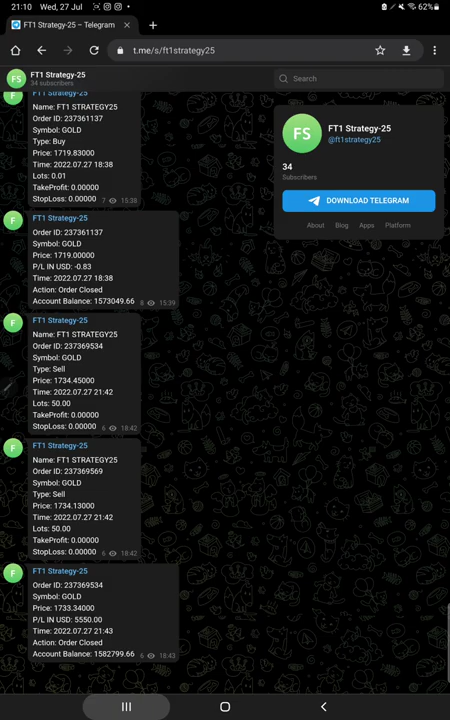 21:10 Wed, 27 Jul
62%
FT1 Strategy-25 – Telegram
t.me/s/ft1strategy25
FS
FT1 Strategy-25
34 subscribers
Search
F
FT1 Strategy-25
Name: FT1 STRATEGY25
Order ID: 237361137
Symbol: GOLD
Type: Buy
Price: 1719.83000
Time: 2022.07.27 18:38
Lots: 0.01
TakeProfit: 0.00000
StopLoss: 0.00000 7 15:38
F
FT1 Strategy-25
Order ID: 237361137
Symbol: GOLD
Price: 1719.00000
P/L IN USD: -0.83
Time: 2022.07.27 18:38
Action: Order Closed
Account Balance: 1573049.66 8 15:39
F
FT1 Strategy-25
Name: FT1 STRATEGY25
Order ID: 237369534
Symbol: GOLD
Type: Sell
Price: 1734.45000
Time: 2022.07.27 21:42
Lots: 50.00
TakeProfit: 0.00000
StopLoss: 0.00000 6 18:42
F
FT1 Strategy-25
Name: FT1 STRATEGY25
Order ID: 237369569
Symbol: GOLD
Type: Sell
Price: 1734.13000
Time: 2022.07.27 21:42
Lots: 50.00
TakeProfit: 0.00000
StopLoss: 0.00000 6 18:42
F
FT1 Strategy-25
Order ID: 237369534
Symbol: GOLD
Price: 1733.34000
P/L IN USD: 5550.00
Time: 2022.07.27 21:43
Action: Order Closed
Account Balance: 1582799.66 6 18:43
FS
FT1 Strategy-25
@ft1strategy25
34
Subscribers
DOWNLOAD TELEGRAM
About Blog Apps Platform